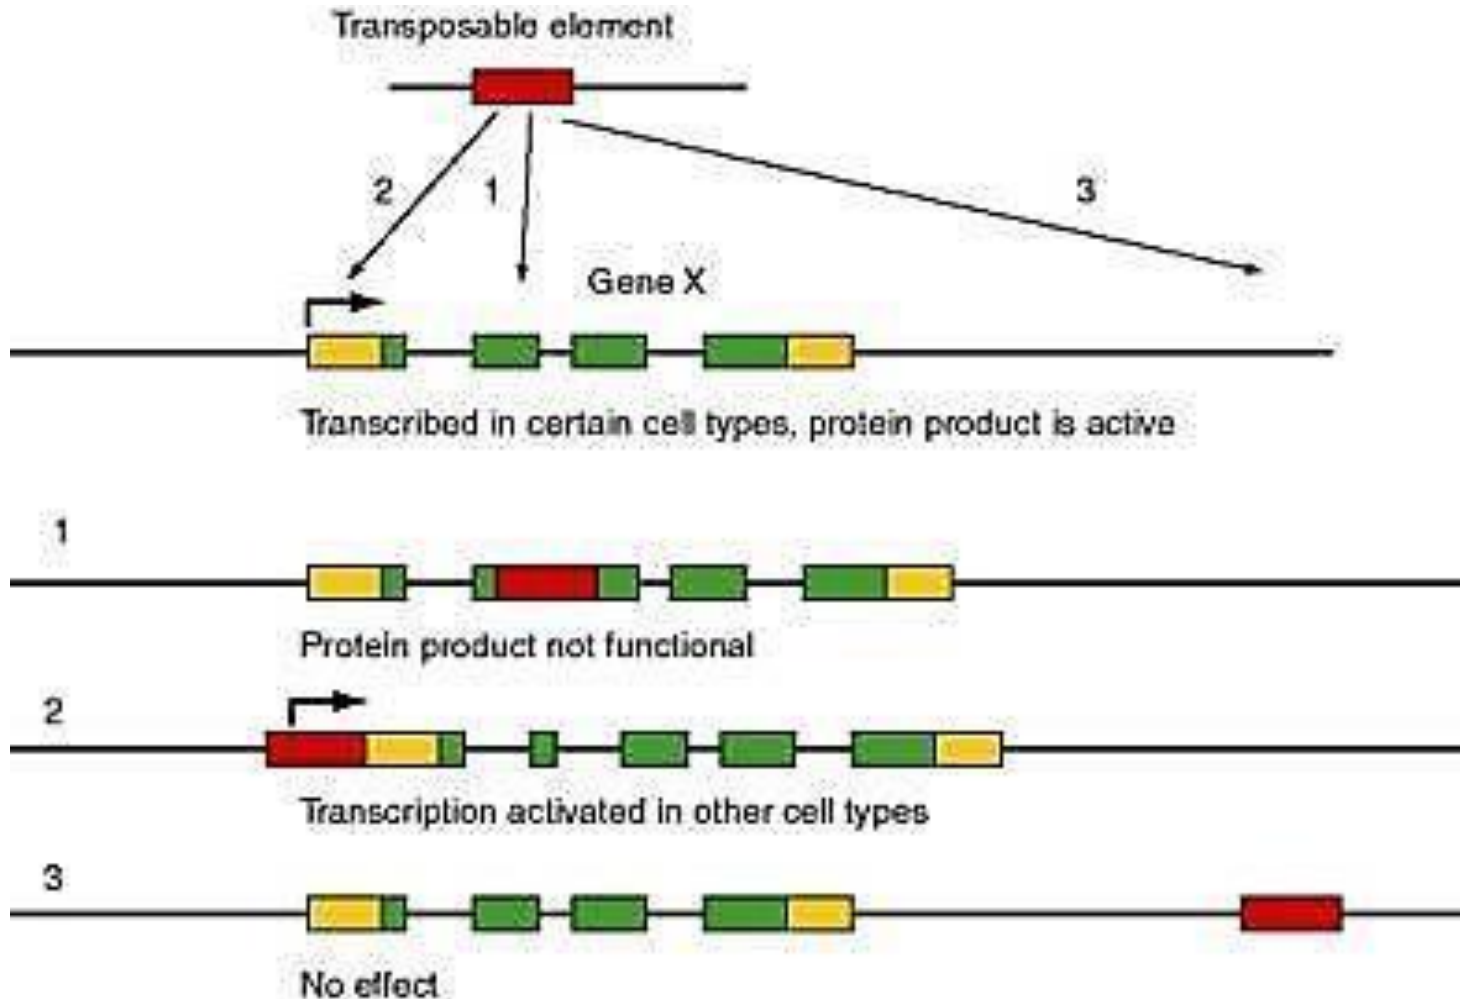 Transposable element
2
1
3
Gene X
Transcribed in certain cell types, protein product is active
1
Protein product not functional
2
Transcription activated in other cell types
3
No effect